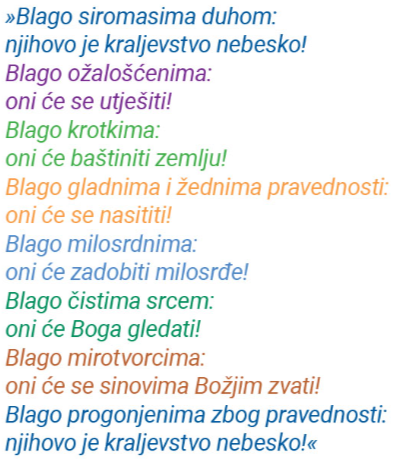 »Blago siromasima duhom:
njihovo je kraljevstvo nebesko!
Blago ožalošćenima:
oni će se utješiti!
Blago krotkima:
oni će baštiniti zemlju!
Blago gladnima i žednima pravednosti:
oni će se nasititi!
Blago milosrdnima:
oni će zadobiti milosrđe!
Blago čistima srcem:
oni će Boga gledati!
Blago mirotvorcima:
oni će se sinovima Božjim zvati!
Blago progonjenima zbog pravednosti:
njihovo je kraljevstvo nebesko!«